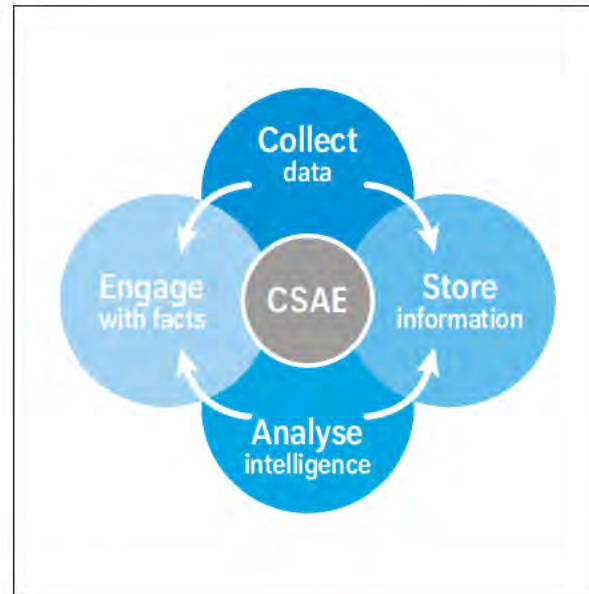 Collect
data
Engage
with facts
CSAE
Store
information
Analyse
intelligence